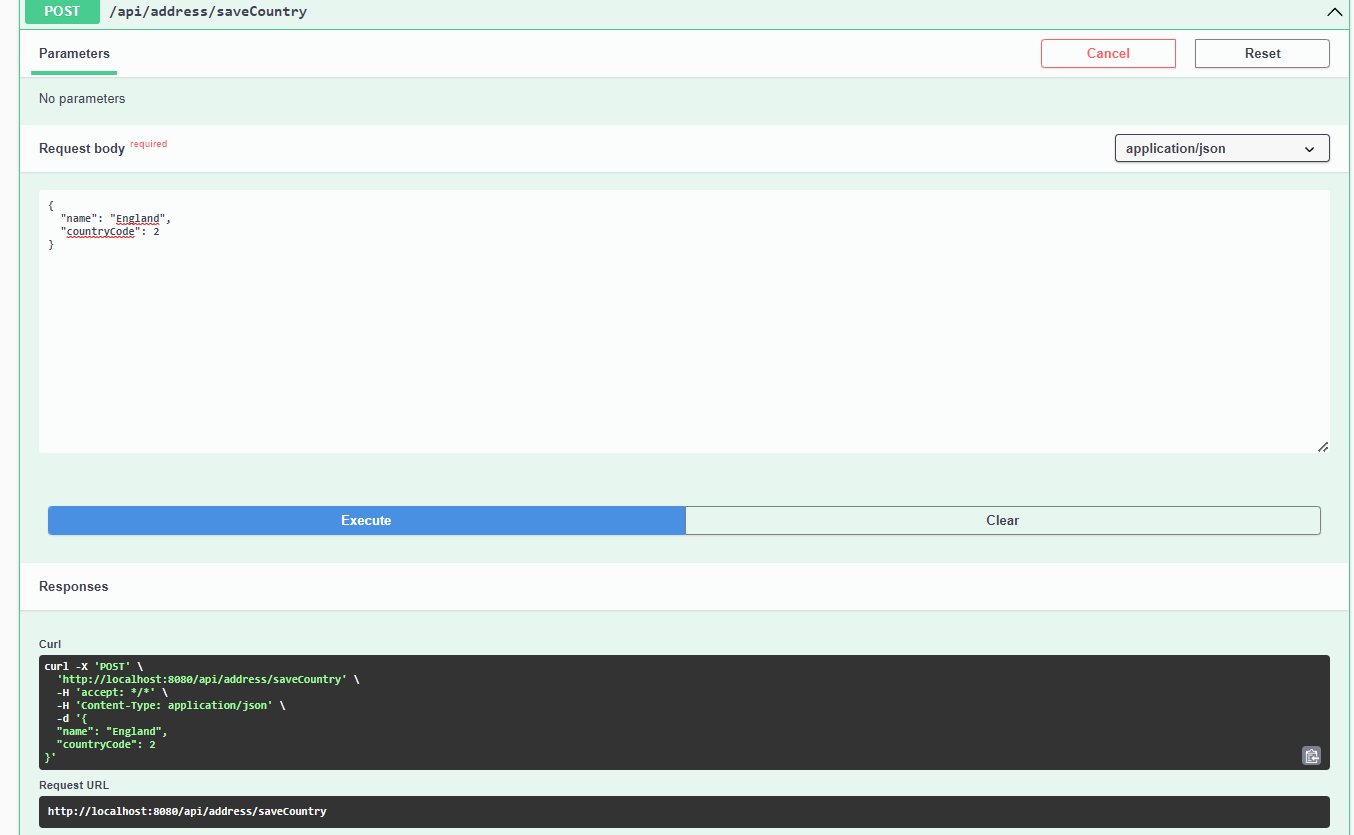 POST /api/address/saveCountry
Parameters
Cancel
Reset
No parameters
Request body required
application/json
{
  "name": "England",
  "countryCode": 2
}
Execute
Clear
Responses
Curl
curl -X 'POST' \
  'http://localhost:8080/api/address/saveCountry' \
  -H 'accept: */*' \
  -H 'Content-Type: application/json' \
  -d '{
  "name": "England",
  "countryCode": 2
}'
Request URL
http://localhost:8080/api/address/saveCountry